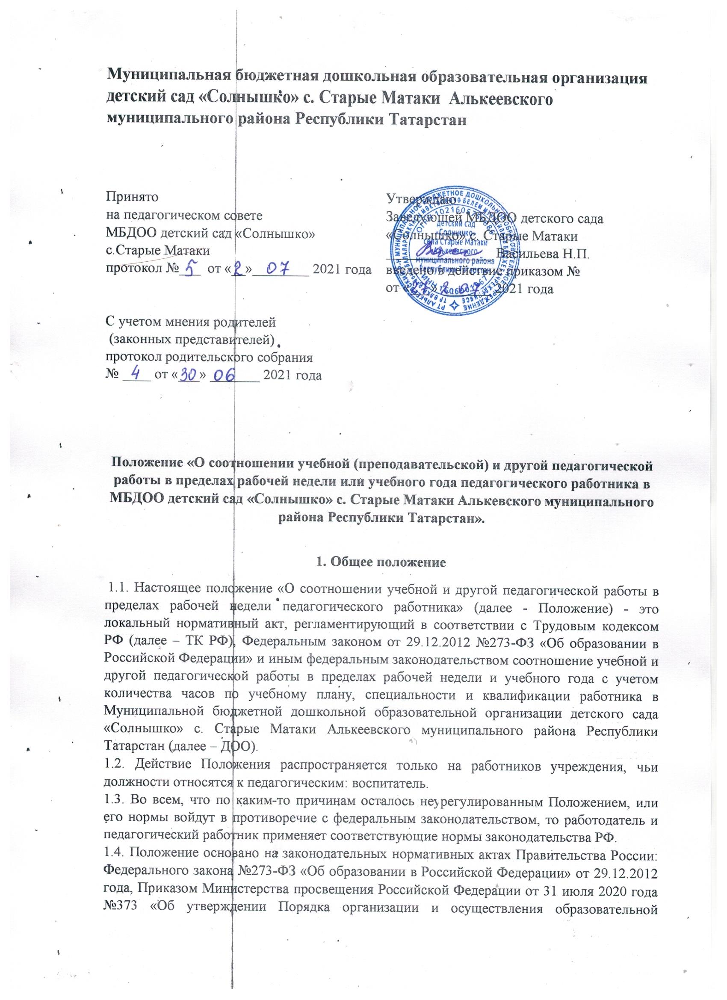 Муниципальная бюджетная дошкольная образовательная организация
детский сад «Солнышко» с. Старые Матаки Алькеевского
муниципального района Республики Татарстан
Принято
на педагогическом совете
МБДОО детский сад «Солнышко»
с.Старые Матаки
протокол № 5 от «2» 07 2021 года
Утверждаю
Заведующей МБДОО детского сада
«Солнышко» с. Старые Матаки
Васильева Н.П.
введено в действие приказом №
от « » 2021 года
детский сад
«Солнышко»
села Старые Матаки
Алькеевского
муниципального района
Республики Татарстан
С учетом мнения родителей
(законных представителей)
протокол родительского собрания
№ 4 от «30» 06 2021 года
Положение «О соотношении учебной (преподавательской) и другой педагогической
работы в пределах рабочей недели или учебного года педагогического работника в
МБДОО детский сад «Солнышко» с. Старые Матаки Алькевского муниципального
района Республики Татарстан».
1. Общее положение
1.1. Настоящее положение «О соотношении учебной и другой педагогической работы в
пределах рабочей недели педагогического работника» (далее - Положение) - это
локальный нормативный акт, регламентирующий в соответствии с Трудовым кодексом
РФ (далее – ТК РФ), Федеральным законом от 29.12.2012 №273-ФЗ «Об образовании в
Российской Федерации» и иным федеральным законодательством соотношение учебной и
другой педагогической работы в пределах рабочей недели и учебного года с учетом
количества часов по учебному плану, специальности и квалификации работника в
Муниципальной бюджетной дошкольной образовательной организации детского сада
«Солнышко» с. Старые Матаки Алькеевского муниципального района Республики
Татарстан (далее – ДОО).
1.2. Действие Положения распространяется только на работников учреждения, чьи
должности относятся к педагогическим: воспитатель.
1.3. Во всем, что по каким-то причинам осталось неурегулированным Положением, или
его нормы войдут в противоречие с федеральным законодательством, то работодатель и
педагогический работник применяет соответствующие нормы законодательства РФ.
1.4. Положение основано на законодательных нормативных актах Правительства России:
Федерального закона №273-ФЗ «Об образовании в Российской Федерации» от 29.12.2012
года, Приказом Министерства просвещения Российской Федерации от 31 июля 2020 года
№373 «Об утверждении Порядка организации и осуществления образовательной